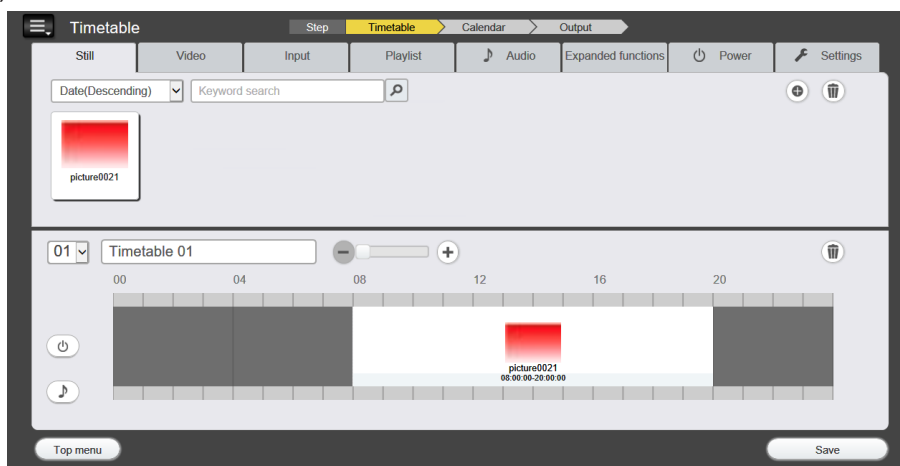 Timetable
Step Timetable Calendar Output
Still Video Input Playlist Audio Expanded functions Power Settings
Date(Descending) Keyword search
picture0021
01 Timetable 01
00 04 08 12 16 20
picture0021
08:00:00-20:00:00
Top menu Save